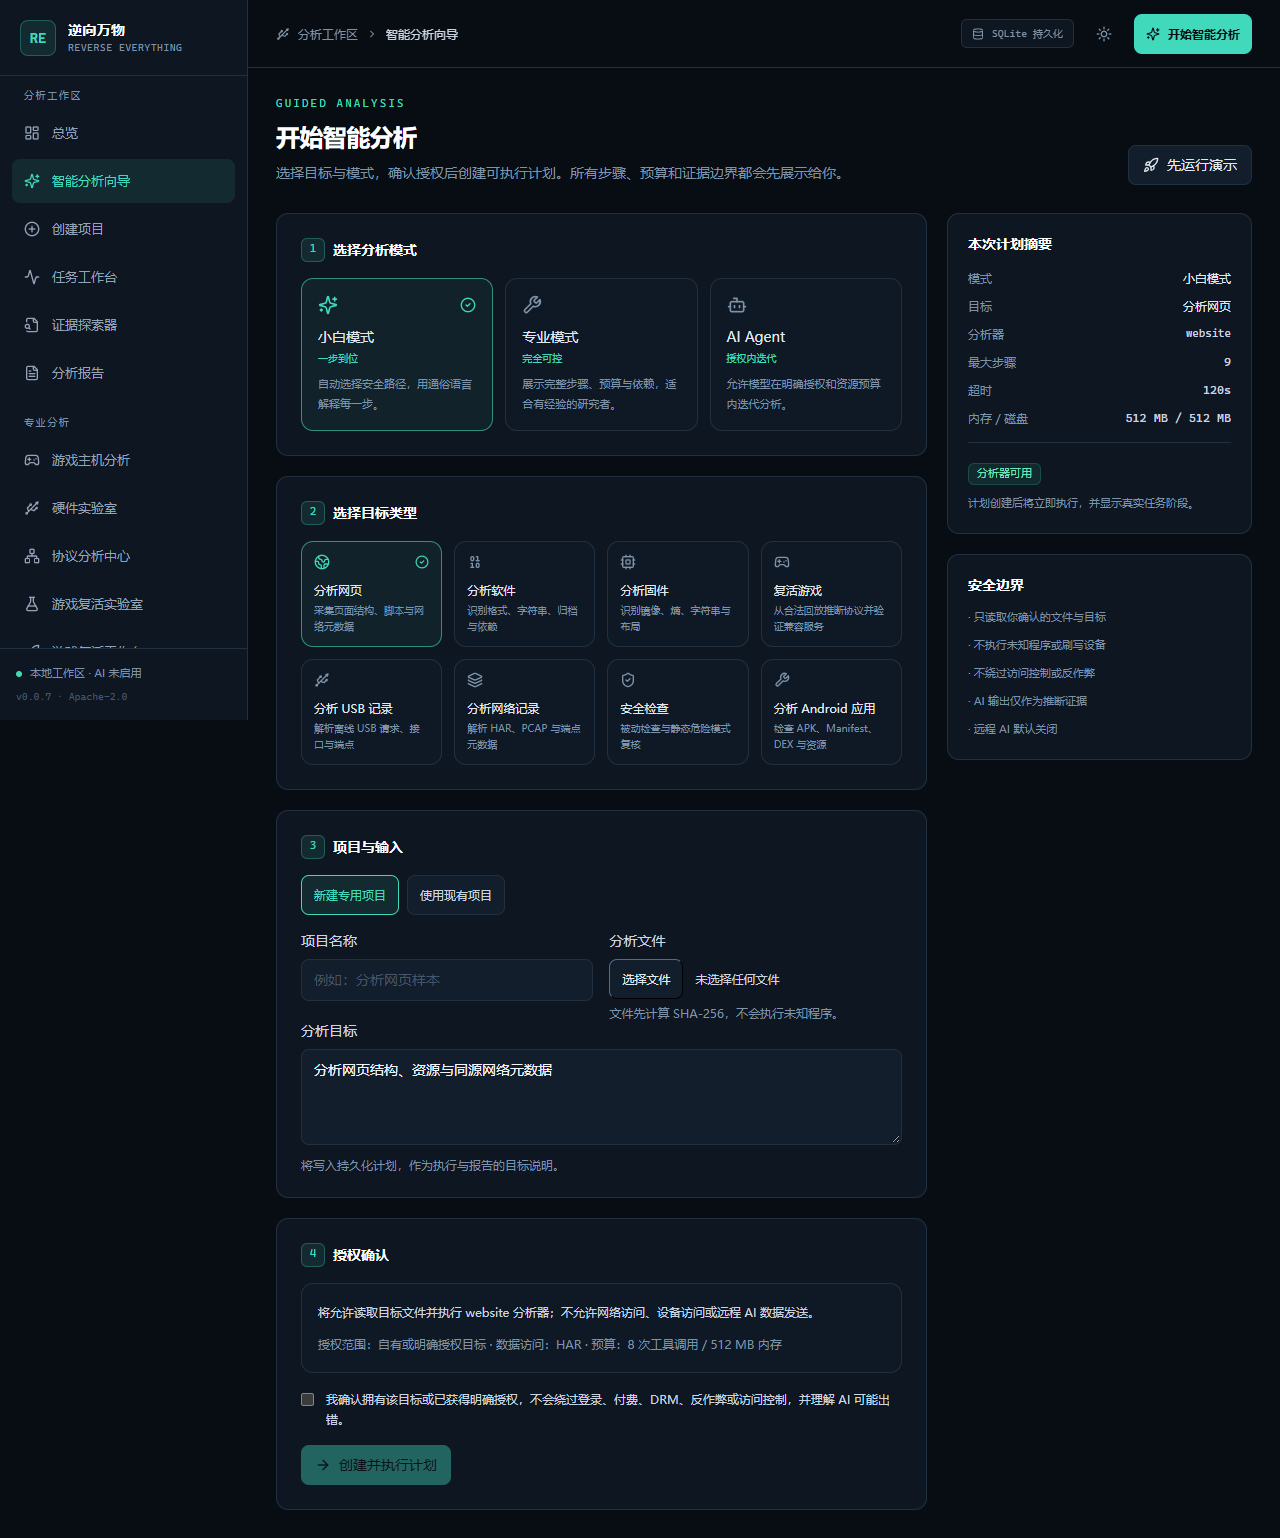 RE
逆向万物
REVERSE EVERYTHING
分析工作区
总览
智能分析向导
创建项目
任务工作台
证据探索器
分析报告
专业分析
游戏主机分析
硬件实验室
协议分析中心
游戏复活实验室
本地工作区 · AI 未启用
v0.0.7 · Apache-2.0
分析工作区 > 智能分析向导
SQLite 持久化
开始智能分析
GUIDED ANALYSIS
开始智能分析
选择目标与模式，确认授权后创建可执行计划。所有步骤、预算和证据边界都会先展示给你。
先运行演示
1 选择分析模式
小白模式
一步到位
自动选择安全路径，用通俗语言
解释每一步。
专业模式
完全可控
展示完整步骤、预算与依赖，适
合有经验的研究者。
AI Agent
授权内迭代
允许模型在明确授权和资源预算
内迭代分析。
2 选择目标类型
分析网页
采集页面结构、脚本与网
络元数据
分析软件
识别格式、字符串、归档
与依赖
分析固件
识别镜像、熵、字符串与
布局
复活游戏
从合法回放推断协议并验
证兼容服务
分析 USB 记录
解析离线 USB 请求、接
口与端点
分析网络记录
解析 HAR、PCAP 与端点
元数据
安全检查
被动检查与静态危险模式
复核
分析 Android 应用
检查 APK、Manifest、
DEX 与资源
3 项目与输入
新建专用项目
使用现有项目
项目名称
例如：分析网页样本
分析文件
选择文件 未选择任何文件
文件先计算 SHA-256，不会执行未知程序。
分析目标
分析网页结构、资源与同源网络元数据
将写入持久化计划，作为执行与报告的目标说明。
4 授权确认
将允许读取目标文件并执行 website 分析器；不允许网络访问、设备访问或远程 AI 数据发送。
授权范围：自有或明确授权目标 · 数据访问：HAR · 预算：8 次工具调用 / 512 MB 内存
我确认拥有该目标或已获得明确授权，不会绕过登录、付费、DRM、反作弊或访问控制，并理解 AI 可能出
错。
创建并执行计划
本次计划摘要
模式 小白模式
目标 分析网页
分析器 website
最大步骤 9
超时 120s
内存 / 磁盘 512 MB / 512 MB
分析器可用
计划创建后将立即执行，并显示真实任务阶段。
安全边界
· 只读取你确认的文件与目标
· 不执行未知程序或刷写设备
· 不绕过访问控制或反作弊
· AI 输出仅作为推断证据
· 远程 AI 默认关闭